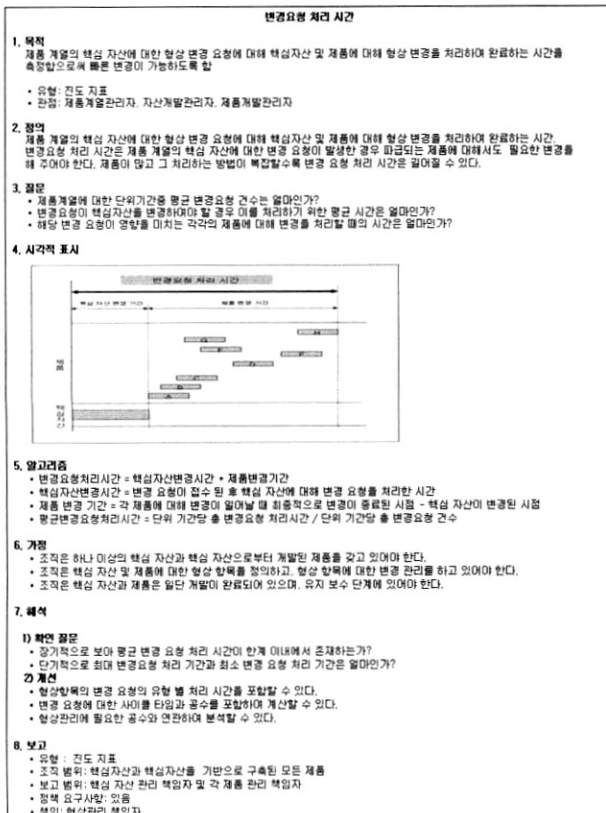 변경요청 처리 시간
1. 목적
제품 계열의 핵심 자산에 대한 형상 변경 요청에 대해 핵심자산 및 제품에 대해 형상 변경을 처리하여 완료하는 시간을
측정함으로써 빠른 변경이 가능하도록 함
• 유형: 진도 지표
• 관점: 제품계열관리자, 자산개발관리자, 제품개발관리자
2. 정의
제품 계열의 핵심 자산에 대한 형상 변경 요청에 대해 핵심자산 및 제품에 대해 형상 변경을 처리하여 완료하는 시간.
변경요청 처리 시간은 제품 계열의 핵심 자산에 대한 변경 요청이 발생한 경우 파급되는 제품에 대해서도 필요한 변경을
해 주어야 한다. 제품이 많고 그 처리하는 방법이 복잡할수록 변경 요청 처리 시간은 길어질 수 있다.
3. 질문
• 제품계열에 대한 단위기간중 평균 변경요청 건수는 얼마인가?
• 변경요청이 핵심자산을 변경하여야 할 경우 이를 처리하기 위한 평균 시간은 얼마인가?
• 해당 변경 요청이 영향을 미치는 각각의 제품에 대해 변경을 처리할 때의 시간은 얼마인가?
4. 시각적 표시
변경요청 처리 시간
핵심 자산 변경 기간 제품 변경 기간
제품
핵심자산
5. 알고리즘
• 변경요청처리시간 = 핵심자산변경시간 + 제품변경기간
• 핵심자산변경시간 = 변경 요청이 접수 된 후 핵심 자산에 대해 변경 요청를 처리한 시간
• 제품 변경 기간 = 각 제품에 대해 변경이 일어날 때 최종적으로 변경이 종료된 시점 - 핵심 자산이 변경된 시점
• 평균변경요청처리시간 = 단위 기간당 총 변경요청 처리시간 / 단위 기간당 총 변경요청 건수
6. 가정
• 조직은 하나 이상의 핵심 자산과 핵심 자산으로부터 개발된 제품을 갖고 있어야 한다.
• 조직은 핵심 자산 및 제품에 대한 형상 항목을 정의하고, 형상 항목에 대한 변경 관리를 하고 있어야 한다.
• 조직은 핵심 자산과 제품은 일단 개발이 완료되어 있으며, 유지 보수 단계에 있어야 한다.
7. 해석
1) 확인 질문
• 장기적으로 보아 평균 변경 요청 처리 시간이 한계 이내에서 존재하는가?
• 단기적으로 최대 변경요청 처리 기간과 최소 변경 요청 처리 기간은 얼마인가?
2) 개선
• 형상항목의 변경 요청의 유형 별 처리 시간을 포함할 수 있다.
• 변경 요청에 대한 사이클 타임과 공수를 포함하여 계산할 수 있다.
• 형상관리에 필요한 공수와 연관하여 분석할 수 있다.
8. 보고
• 유형 : 진도 지표
• 조직 범위: 핵심자산과 핵심자산을 기반으로 구축된 모든 제품
• 보고 범위: 핵심 자산 관리 책임자 및 각 제품 관리 책임자
• 정책 요구사항: 있음
• 책임: 형상관리 책임자